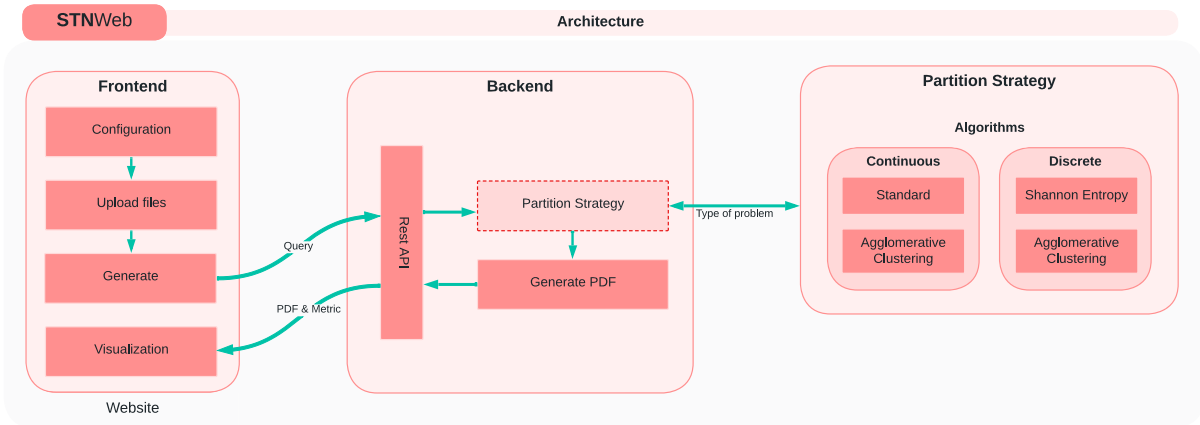 STNWeb
Architecture
Frontend
Configuration
Upload files
Generate
Visualization
Website
Query
PDF & Metric
Backend
Rest API
Partition Strategy
Generate PDF
Type of problem
Partition Strategy
Algorithms
Continuous
Standard
Agglomerative
Clustering
Discrete
Shannon Entropy
Agglomerative
Clustering